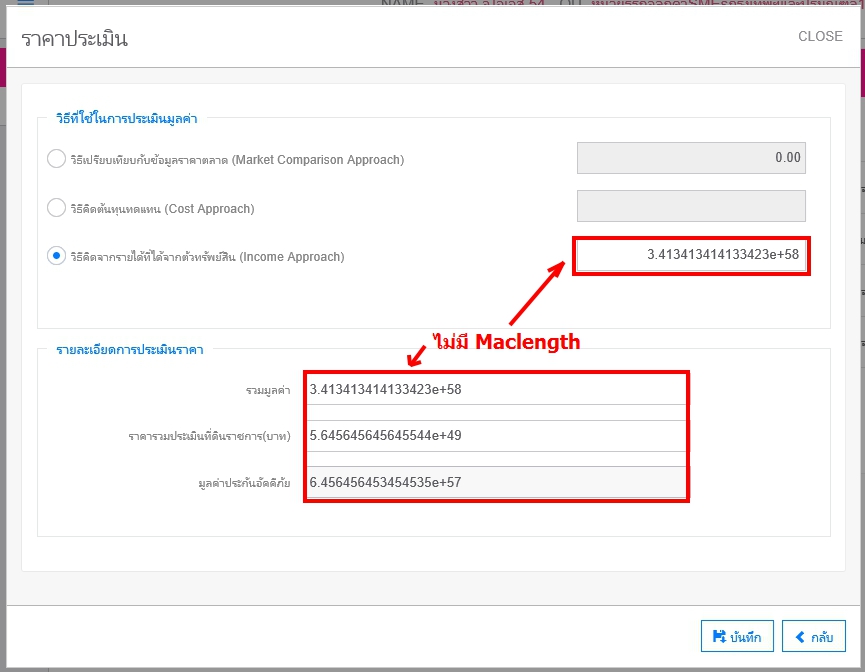 NAME นางสาว
ราคาประเมิน
CLOSE
วิธีที่ใช้ในการประเมินมูลค่า
วิธีเปรียบเทียบกับข้อมูลราคาตลาด (Market Comparison Approach)
0.00
วิธีคิดต้นทุนทดแทน (Cost Approach)
วิธีคิดจากรายได้ที่ได้จากตัวทรัพย์สิน (Income Approach)
3.413413414133423e+58
ไม่มี Maclength
รายละเอียดการประเมินราคา
รวมมูลค่า
3.413413414133423e+58
ราคารวมประเมินที่ดินราชการ(บาท)
5.645645645645544e+49
มูลค่าประกันอัคคีภัย
6.456456453454535e+57
บันทึก
กลับ